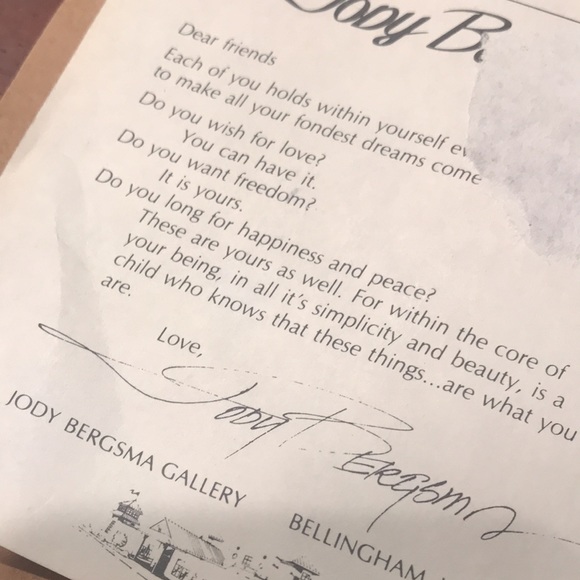 JODY
Dear friends
Each of you holds within yourself
to make all your fondest dreams come
Do you wish for love?
You can have it.
Do you want freedom?
It is yours.
Do you long for happiness and peace?
These are yours as well. For within the core of
your being, in all it's simplicity and beauty, is a
child who knows that these things...are what you
are.
Love,
Jody Bergsma
JODY BERGSMA GALLERY
BELLINGHAM,